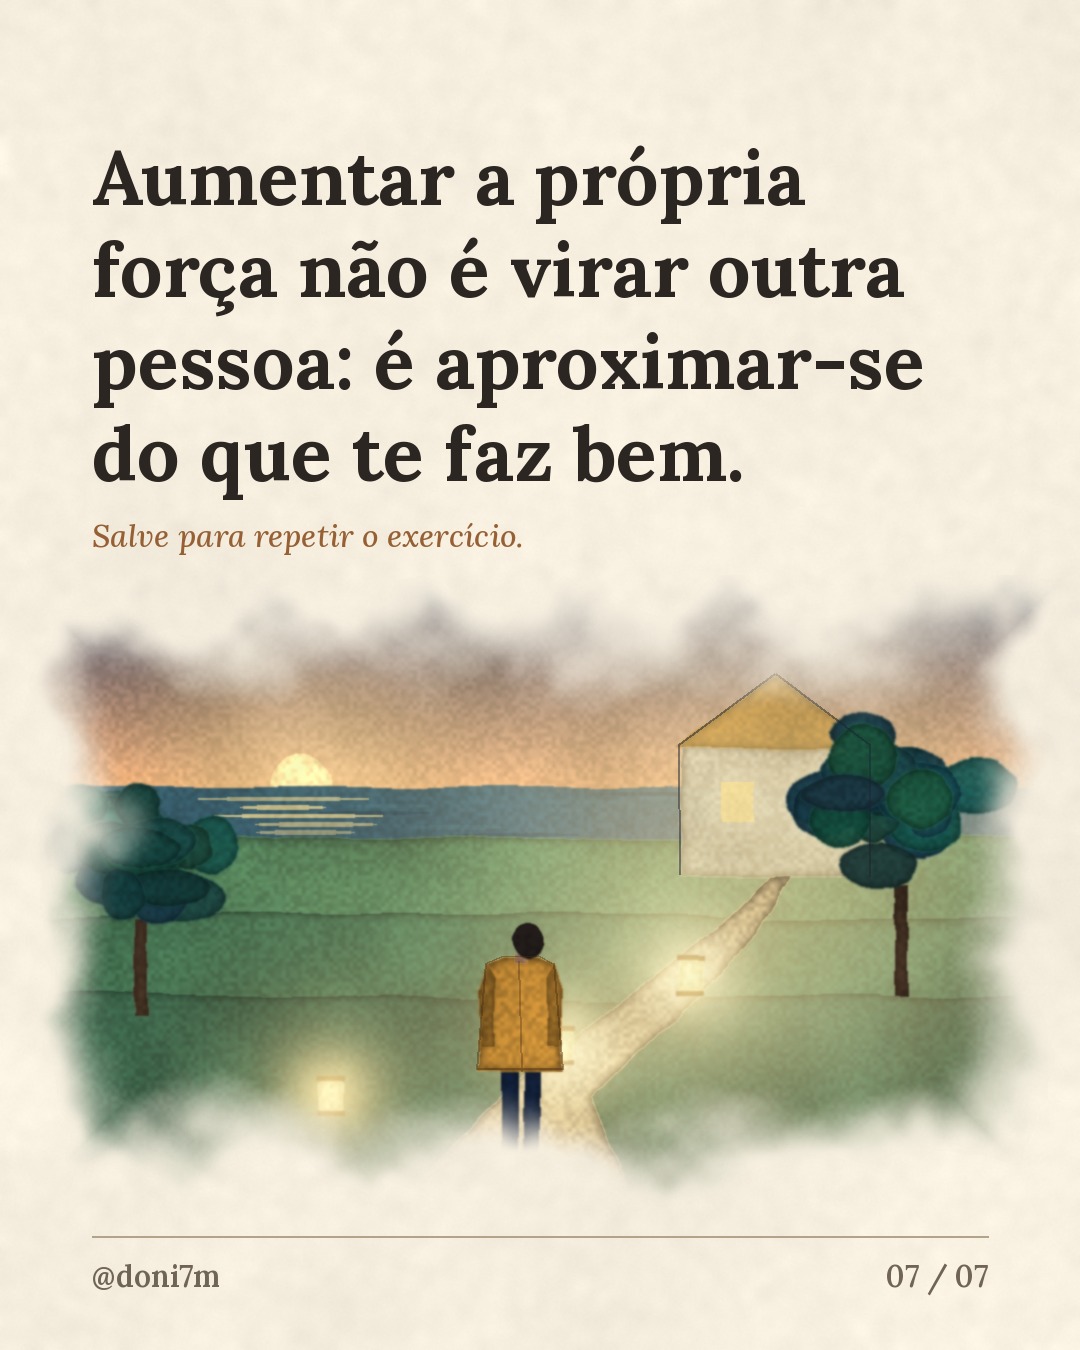 Aumentar a própria
força não é virar outra
pessoa: é aproximar-se
do que te faz bem.
Salve para repetir o exercício.
@doni7m
07 / 07